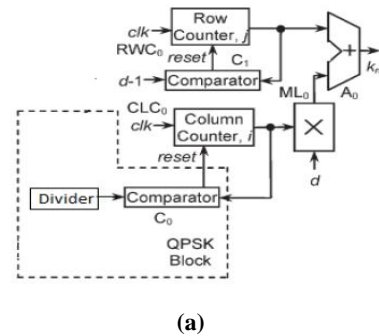 clk
Row
Counter, j
RWC0
reset
C1
d-1
Comparator
ML0
A0
+
kn
CLC0
clk
Column
Counter, i
×
reset
d
Divider
Comparator
C0
QPSK
Block
(a)